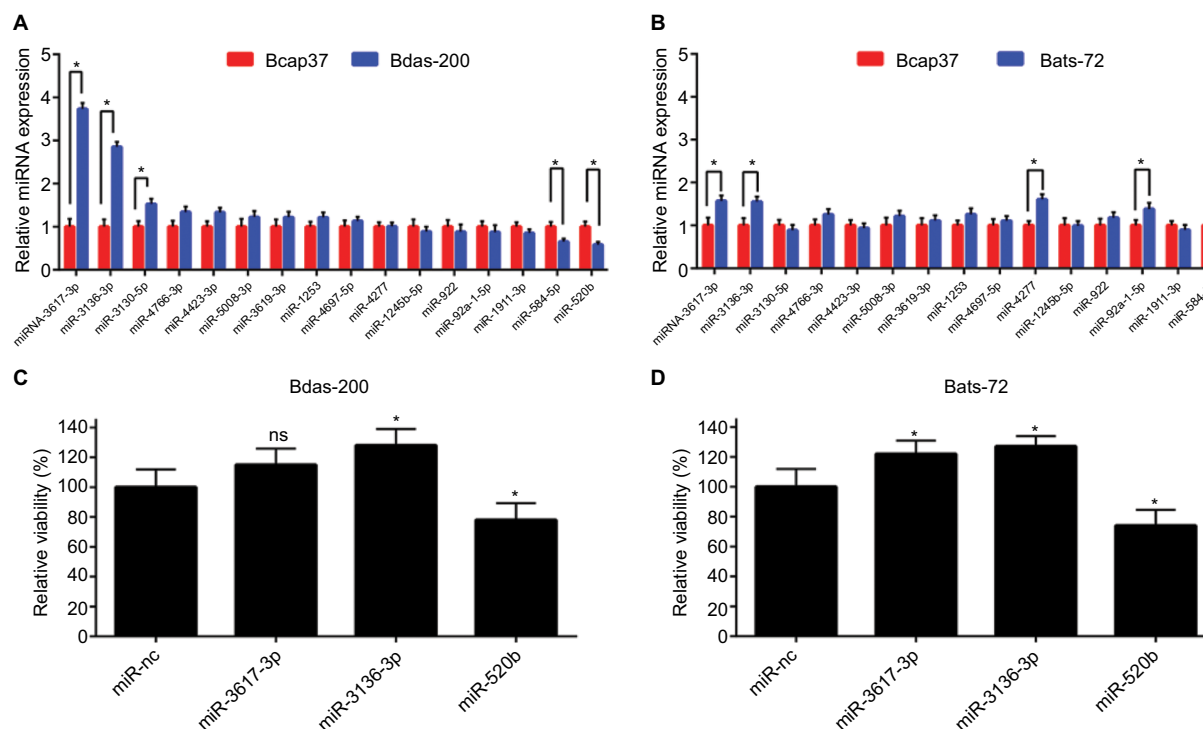 A
Relative miRNA expression
5
4
3
2
1
0
Bcap37
Bdas-200
*
*
*
*
*
miRNA-3617-3p
miR-3136-3p
miR-3130-5p
miR-4766-3p
miR-4423-3p
miR-5008-3p
miR-3619-3p
miR-1253
miR-4697-5p
miR-4277
miR-1245b-5p
miR-922
miR-92a-1-5p
miR-1911-3p
miR-584-5p
miR-520b
B
Relative miRNA expression
5
4
3
2
1
0
Bcap37
Bats-72
*
*
*
*
miRNA-3617-3p
miR-3136-3p
miR-3130-5p
miR-4766-3p
miR-4423-3p
miR-5008-3p
miR-3619-3p
miR-1253
miR-4697-5p
miR-4277
miR-1245b-5p
miR-922
miR-92a-1-5p
miR-1911-3p
miR-584
C
Bdas-200
Relative viability (%)
140
120
100
80
60
40
20
0
ns
*
*
miR-nc
miR-3617-3p
miR-3136-3p
miR-520b
D
Bats-72
Relative viability (%)
140
120
100
80
60
40
20
0
*
*
*
miR-nc
miR-3617-3p
miR-3136-3p
miR-520b